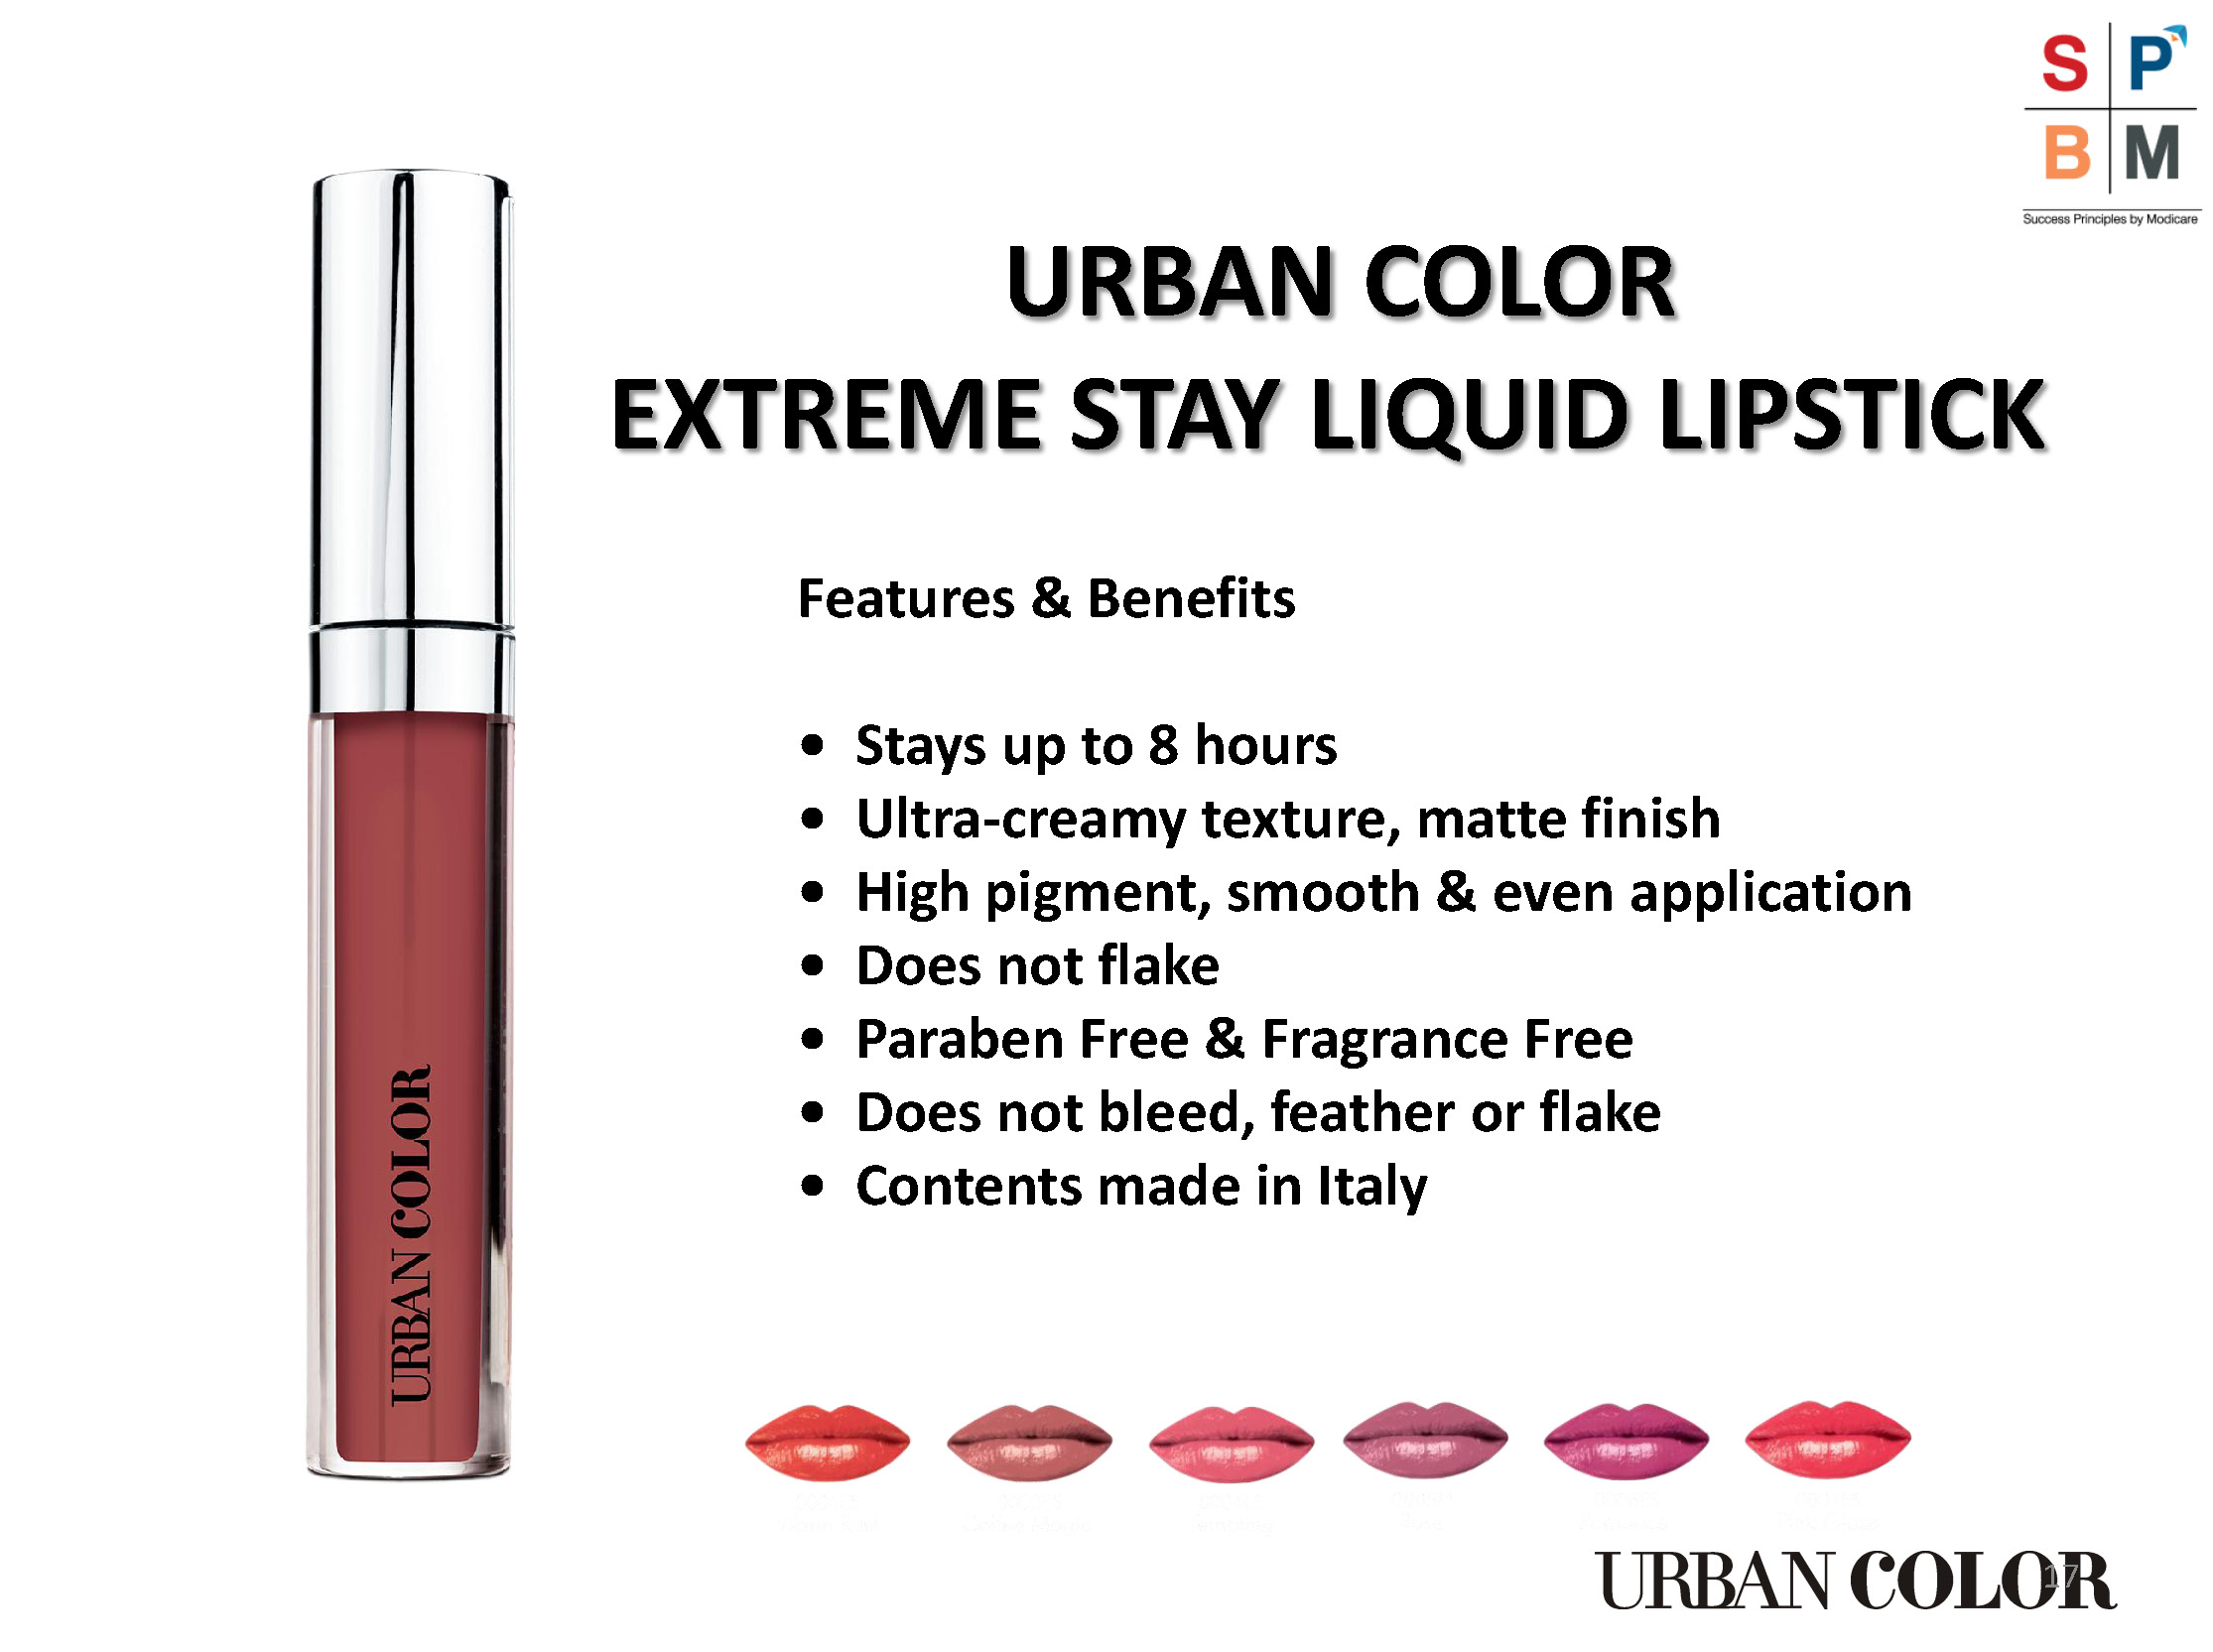 S P
B M
Success Principles by Modicare
URBAN COLOR
EXTREME STAY LIQUID LIPSTICK
Features & Benefits
• Stays up to 8 hours
• Ultra-creamy texture, matte finish
• High pigment, smooth & even application
• Does not flake
• Paraben Free & Fragrance Free
• Does not bleed, feather or flake
• Contents made in Italy
URBAN COLOR
URBAN COLOR
17